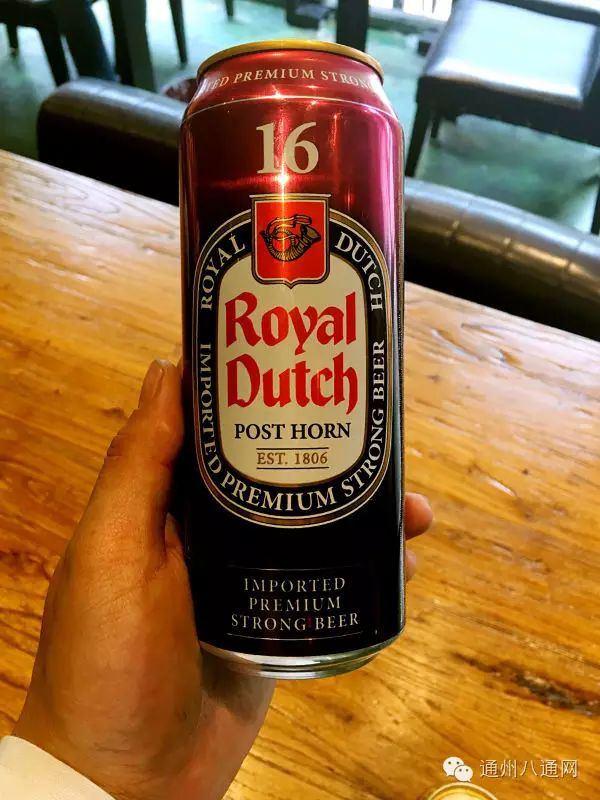 ED PREMIUM STRON
16
ROYAL DUTCH
Royal
Dutch
POST HORN
EST. 1806
IMPORTED PREMIUM STRONG BEER
IMPORTED
PREMIUM
STRONG BEER
通州八通网